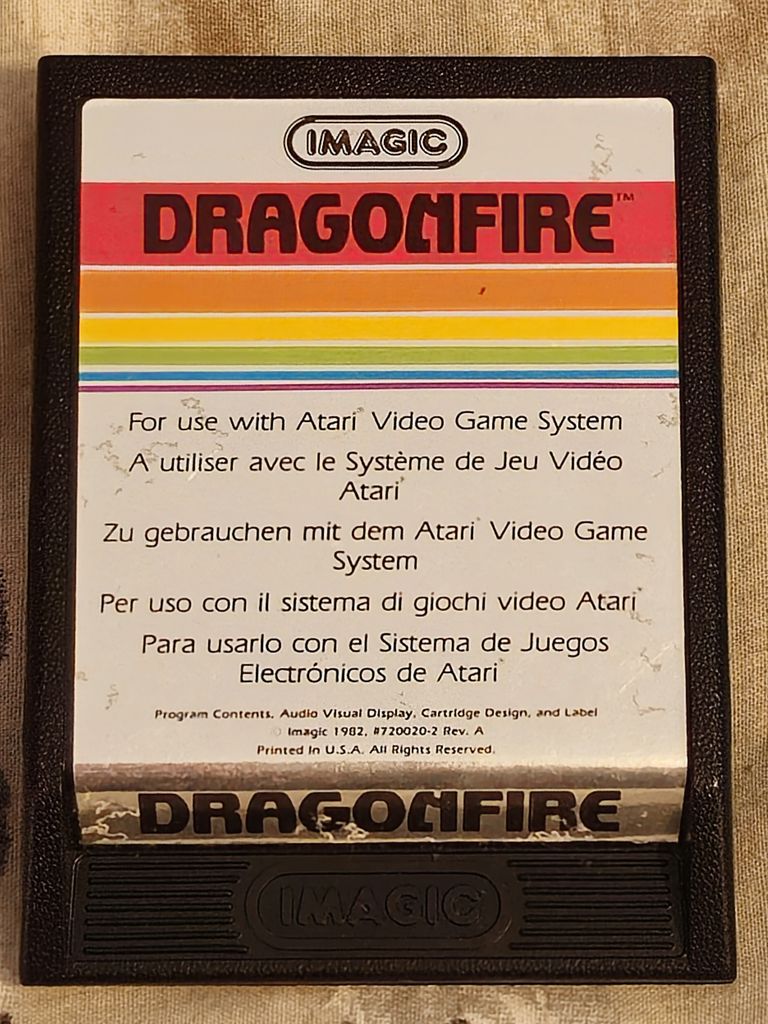 IMAGIC
DRAGONFIRE™
For use with Atari® Video Game System
A utiliser avec le Système de Jeu Vidéo
Atari®
Zu gebrauchen mit dem Atari® Video Game
System
Per uso con il sistema di giochi video Atari®
Para usarlo con el Sistema de Juegos
Electrónicos de Atari®
Program Contents, Audio Visual Display, Cartridge Design, and Label
© Imagic 1982, #720020-2 Rev. A
Printed In U.S.A. All Rights Reserved.
DRAGONFIRE
IMAGIC